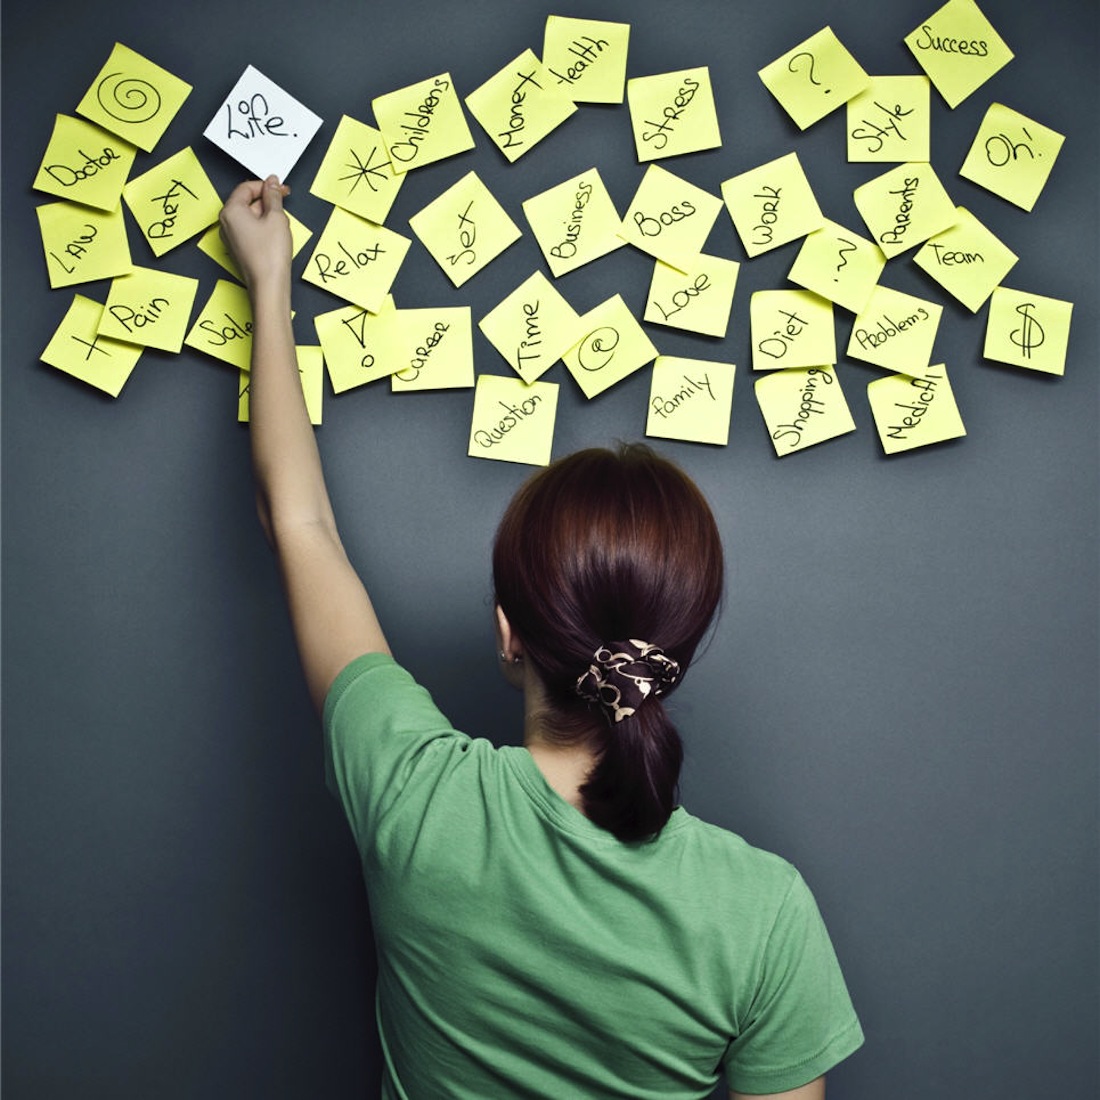 Success
Health
?
Life.
Childrens
Money
Stress
Style
Oh!
Doctor
*
Party
Sex
Business
Boss
Work
Parents
LAW
Relax
?
Team
Love
Pain
Sale
!
Career
Time
@
Diet
Problems
$
+
Question
Family
Shopping
MedicAl